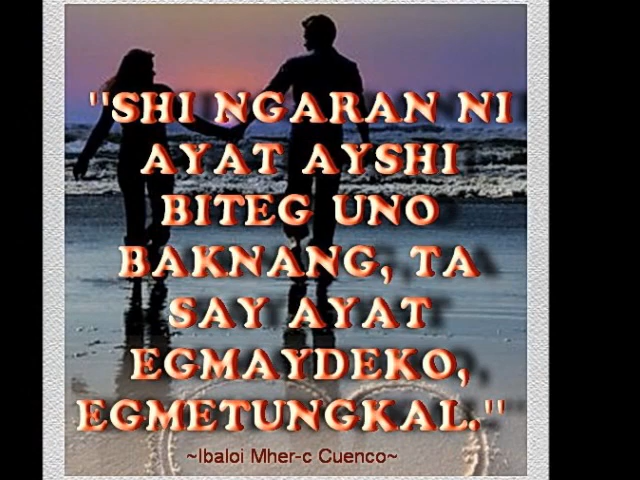 "SHI NGARAN NI
AYAT AYSHI
BITEG UNO
BAKNANG, TA
SAY AYAT
EGMAYDEKO,
EGMETUNGKAL."
~Ibaloi Mher-c Cuenco~